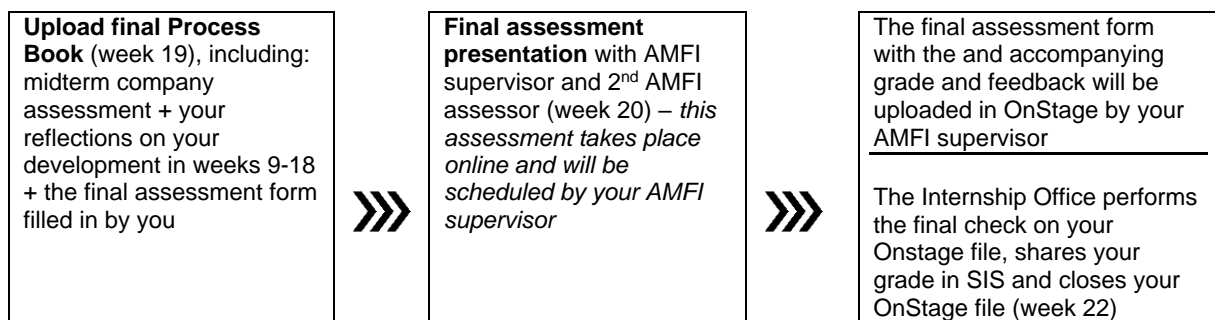 Upload final Process
Book (week 19), including:
midterm company
assessment + your
reflections on your
development in weeks 9-18
+ the final assessment form
filled in by you
Final assessment
presentation with AMFI
supervisor and 2nd AMFI
assessor (week 20) – this
assessment takes place
online and will be
scheduled by your AMFI
supervisor
The final assessment form
with the and accompanying
grade and feedback will be
uploaded in OnStage by your
AMFI supervisor
The Internship Office performs
the final check on your
Onstage file, shares your
grade in SIS and closes your
OnStage file (week 22)